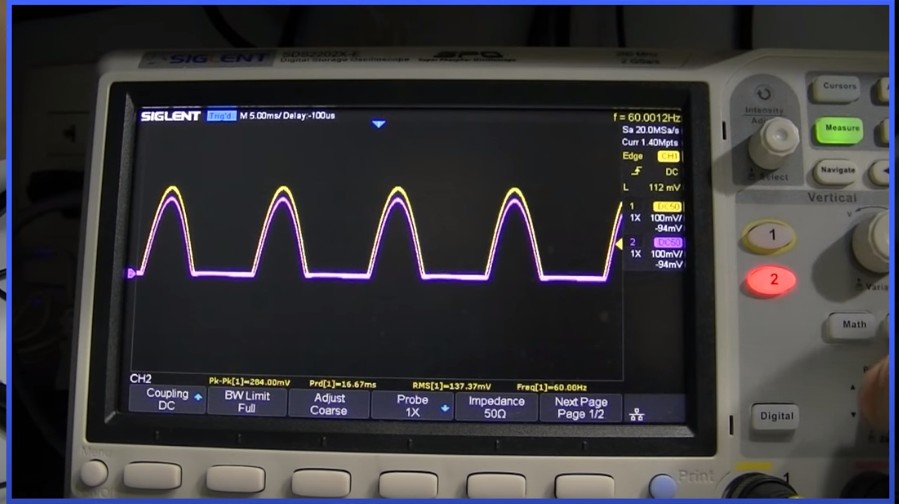 SIGLENT SDS2202X-E
Digital Storage Oscilloscope
SIGLENT Trig'd M 5.00ms/ Delay:-100us
f = 60.0012Hz
Sa 20.0MSa/s
Curr 1.40Mpts
Edge CH1
DC
L 112 mV
1 DC50
1X 100mV/
-94mV
2 DC50
1X 100mV/
-94mV
CH2
Pk-Pk[1]=284.00mV Prd[1]=16.67ms RMS[1]=137.37mV Freq[1]=60.00Hz
Coupling
DC
BW Limit
Full
Adjust
Coarse
Probe
1X
Impedance
50Ω
Next Page
Page 1/2
Print
Cursors
Intensity
Measure
Select
Navigate
Vertical
1
2
Math
Digital
1